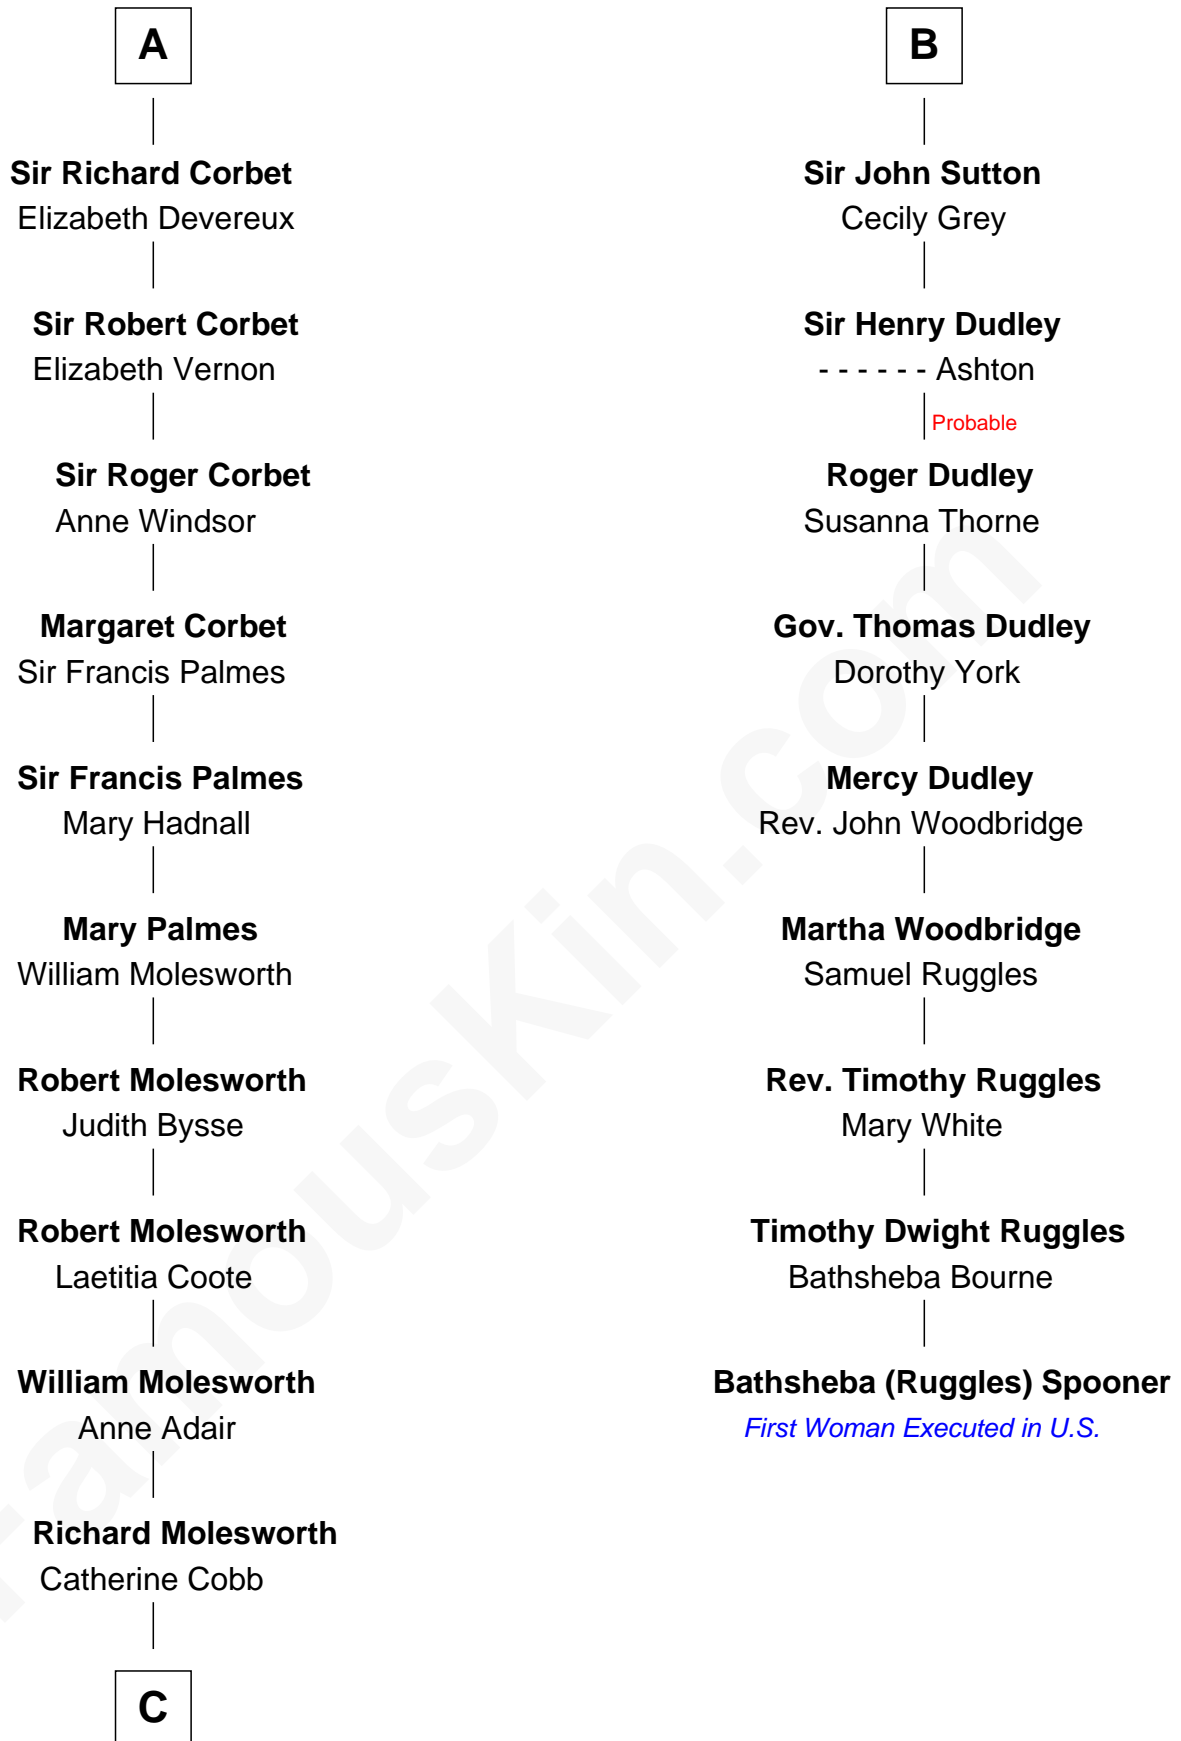 A
Sir Richard Corbet
Elizabeth Devereux
Sir Robert Corbet
Elizabeth Vernon
Sir Roger Corbet
Anne Windsor
Margaret Corbet
Sir Francis Palmes
Sir Francis Palmes
Mary Hadnall
Mary Palmes
William Molesworth
Robert Molesworth
Judith Bysse
Robert Molesworth
Laetitia Coote
William Molesworth
Anne Adair
Richard Molesworth
Catherine Cobb
C
B
Sir John Sutton
Cecily Grey
Sir Henry Dudley
- - - - - - Ashton
Probable
Roger Dudley
Susanna Thorne
Gov. Thomas Dudley
Dorothy York
Mercy Dudley
Rev. John Woodbridge
Martha Woodbridge
Samuel Ruggles
Rev. Timothy Ruggles
Mary White
Timothy Dwight Ruggles
Bathsheba Bourne
Bathsheba (Ruggles) Spooner
First Woman Executed in U.S.
FamousKin.com